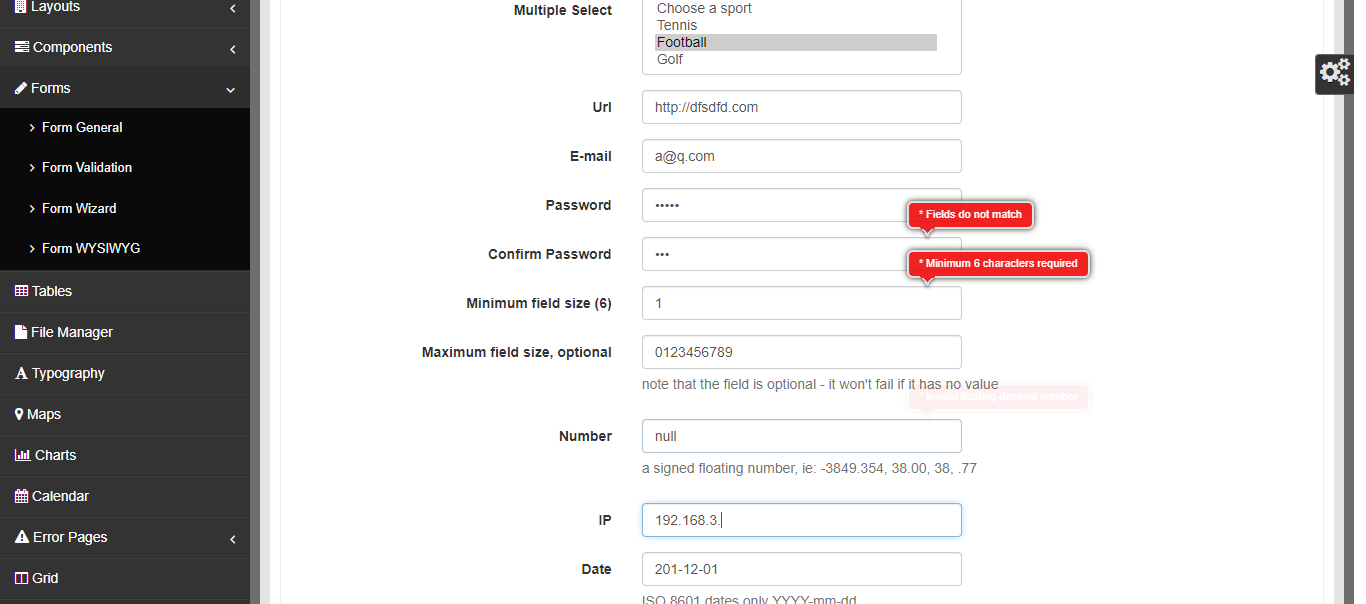 Layouts
Components
Forms
Form General
Form Validation
Form Wizard
Form WYSIWYG
Tables
File Manager
Typography
Maps
Charts
Calendar
Error Pages
Grid
Multiple Select
Choose a sport
Tennis
Football
Golf
Url
http://dfsdfd.com
E-mail
a@q.com
Password
•••••
* Fields do not match
Confirm Password
•••
* Minimum 6 characters required
Minimum field size (6)
1
Maximum field size, optional
0123456789
note that the field is optional - it won't fail if it has no value
* Invalid floating decimal number
Number
null
a signed floating number, ie: -3849.354, 38.00, 38, .77
IP
192.168.3.
Date
201-12-01
ISO 8601 dates only YYYY-mm-dd